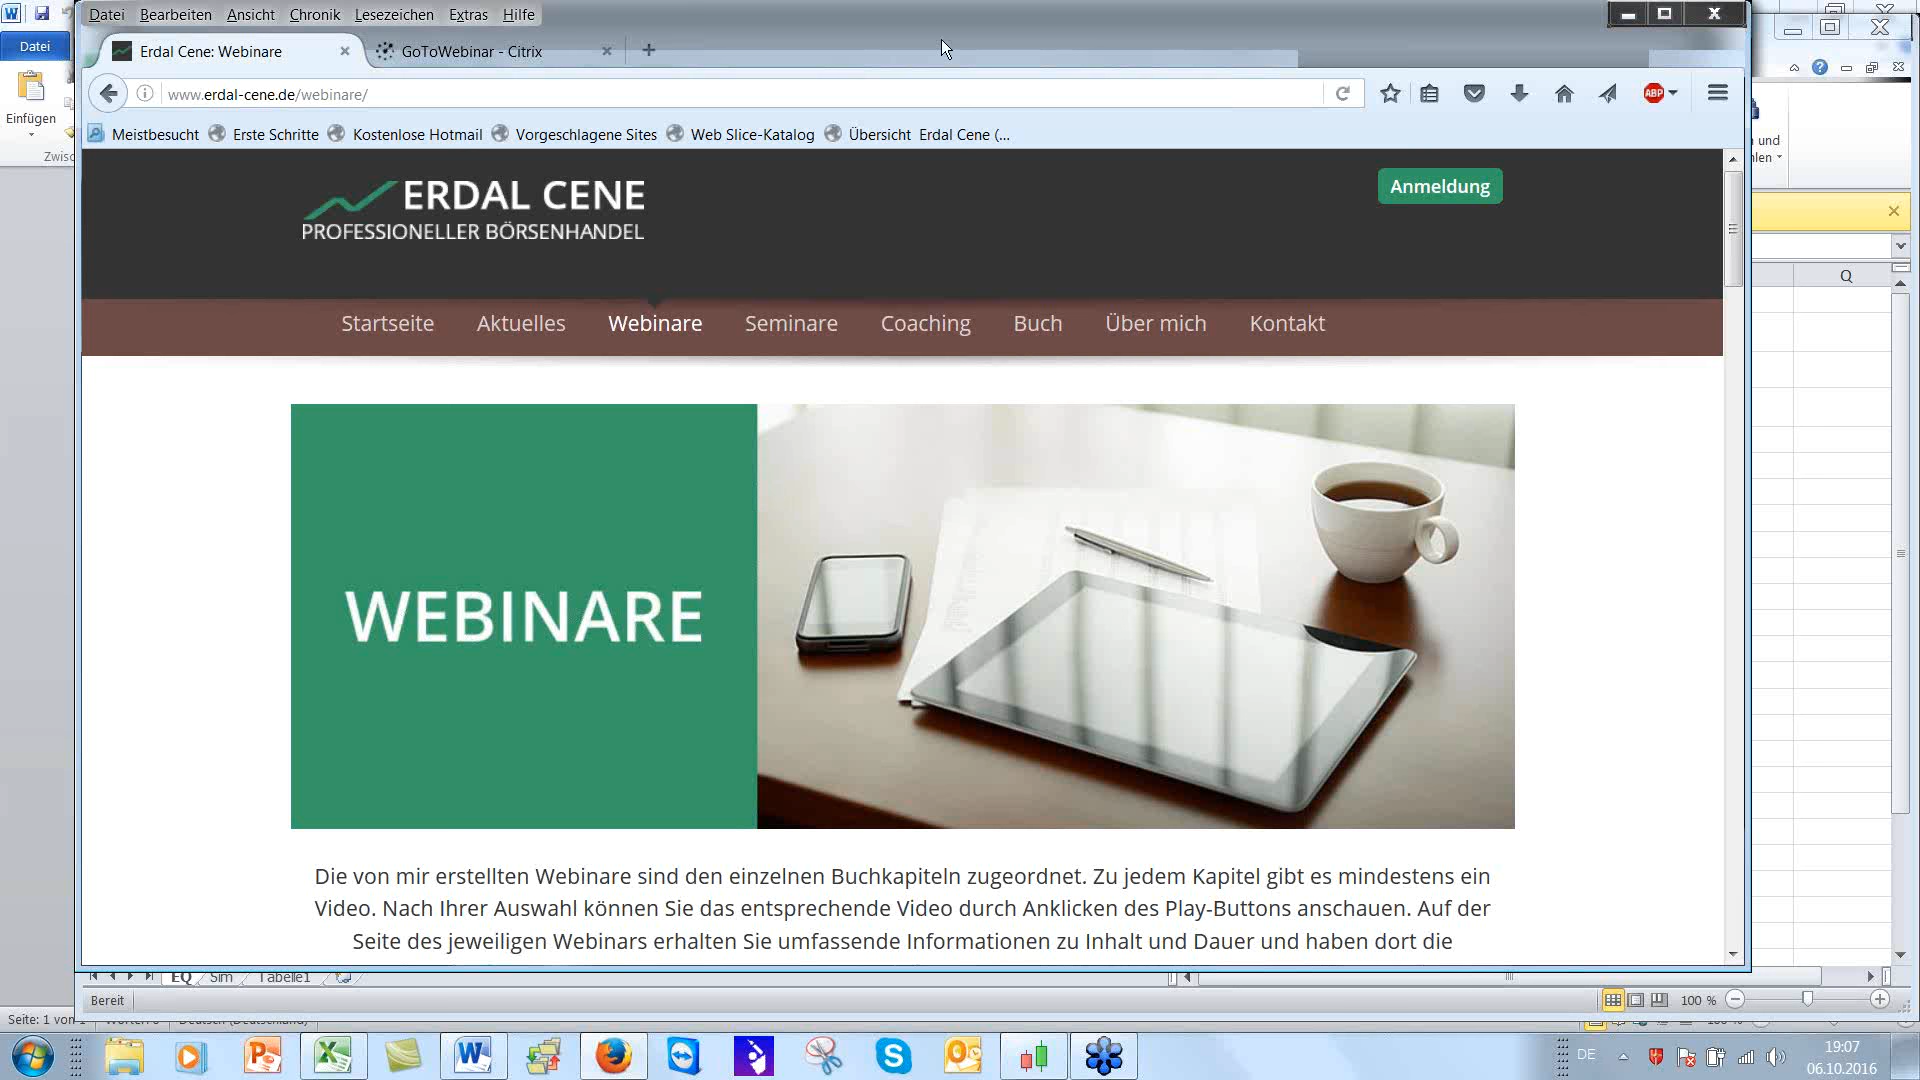 Datei Bearbeiten Ansicht Chronik Lesezeichen Extras Hilfe
Datei
Erdal Cene: Webinare
GoToWebinar - Citrix
www.erdal-cene.de/webinare/
ABP
Einfügen
Meistbesucht Erste Schritte Kostenlose Hotmail Vorgeschlagene Sites Web Slice-Katalog Übersicht Erdal Cene (...
und
ERDAL CENE
PROFESSIONELLER BÖRSENHANDEL
Anmeldung
Q
Startseite Aktuelles Webinare Seminare Coaching Buch Über mich Kontakt
WEBINARE
Die von mir erstellten Webinare sind den einzelnen Buchkapiteln zugeordnet. Zu jedem Kapitel gibt es mindestens ein
Video. Nach Ihrer Auswahl können Sie das entsprechende Video durch Anklicken des Play-Buttons anschauen. Auf der
Seite des jeweiligen Webinars erhalten Sie umfassende Informationen zu Inhalt und Dauer und haben dort die
EQ Sim Tabelle1
Bereit
100 %
Seite: 1 von
DE
19:07
06.10.2016